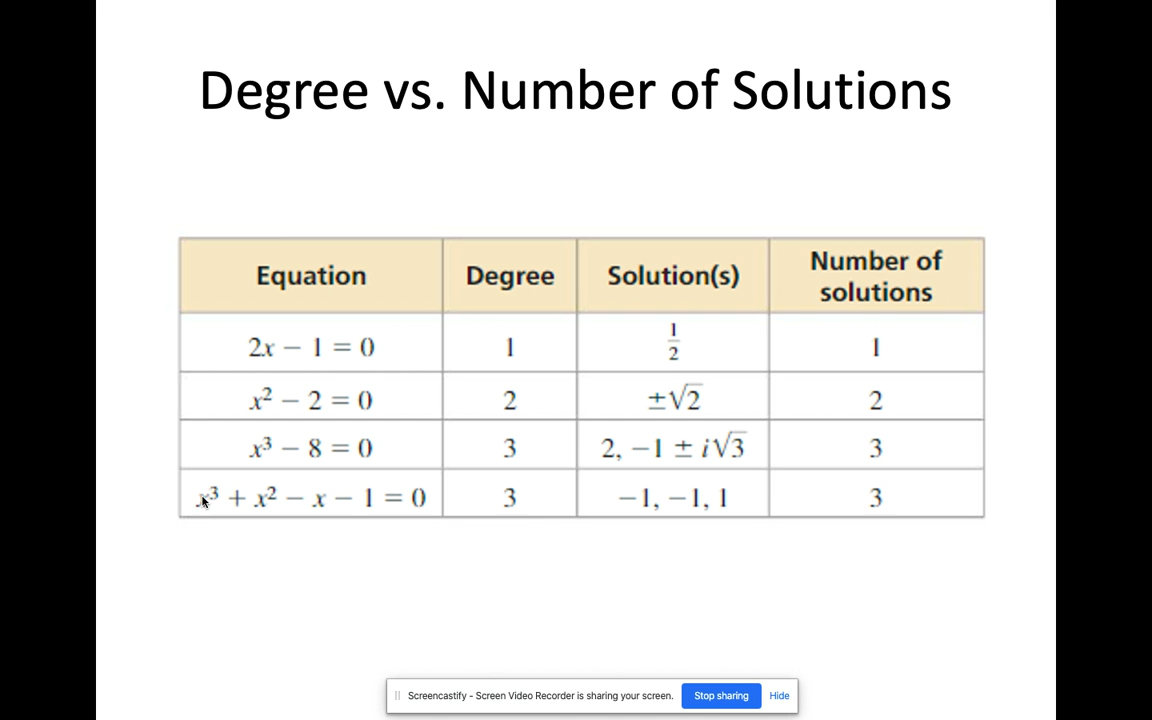 Degree vs. Number of Solutions
Equation Degree Solution(s) Number of solutions
2x − 1 = 0 1 1/2 1
x² − 2 = 0 2 ±√2 2
x³ − 8 = 0 3 2, −1 ± i√3 3
x³ + x² − x − 1 = 0 3 −1, −1, 1 3
Screencastify - Screen Video Recorder is sharing your screen. Stop sharing Hide